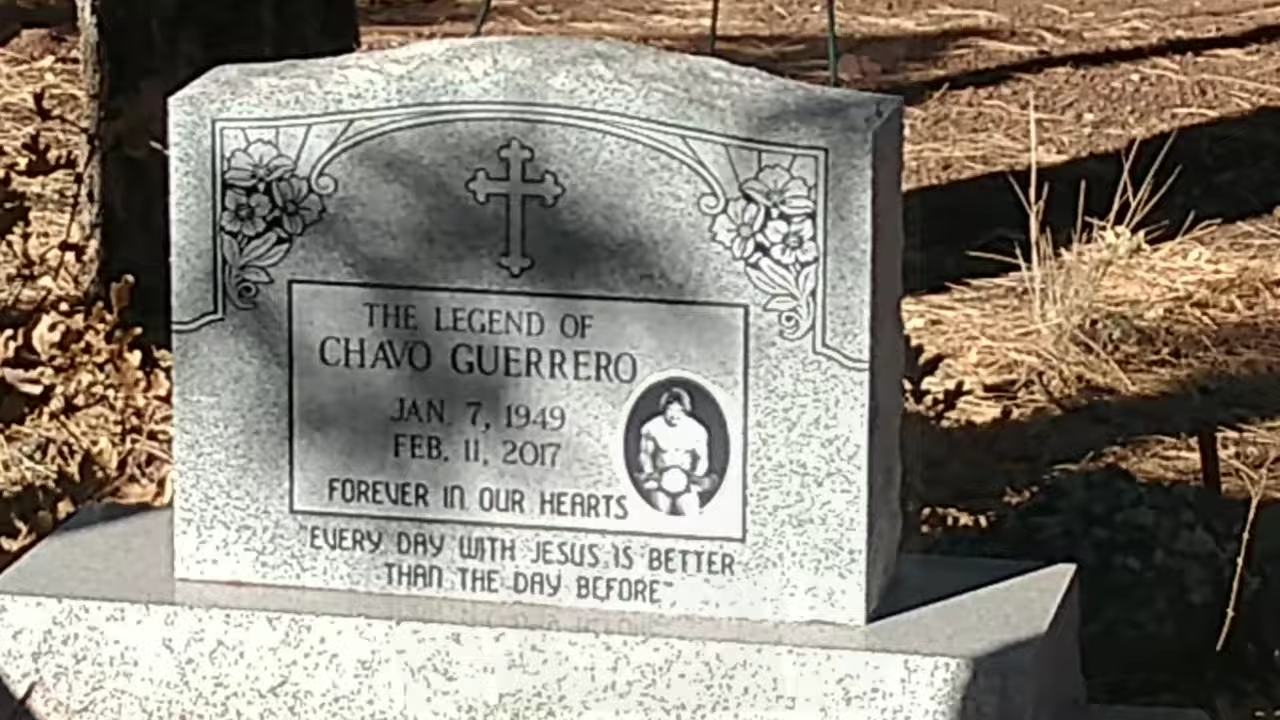 THE LEGEND OF
CHAVO GUERRERO
JAN. 7, 1949
FEB. 11, 2017
FOREVER IN OUR HEARTS
"EVERY DAY WITH JESUS IS BETTER
THAN THE DAY BEFORE"